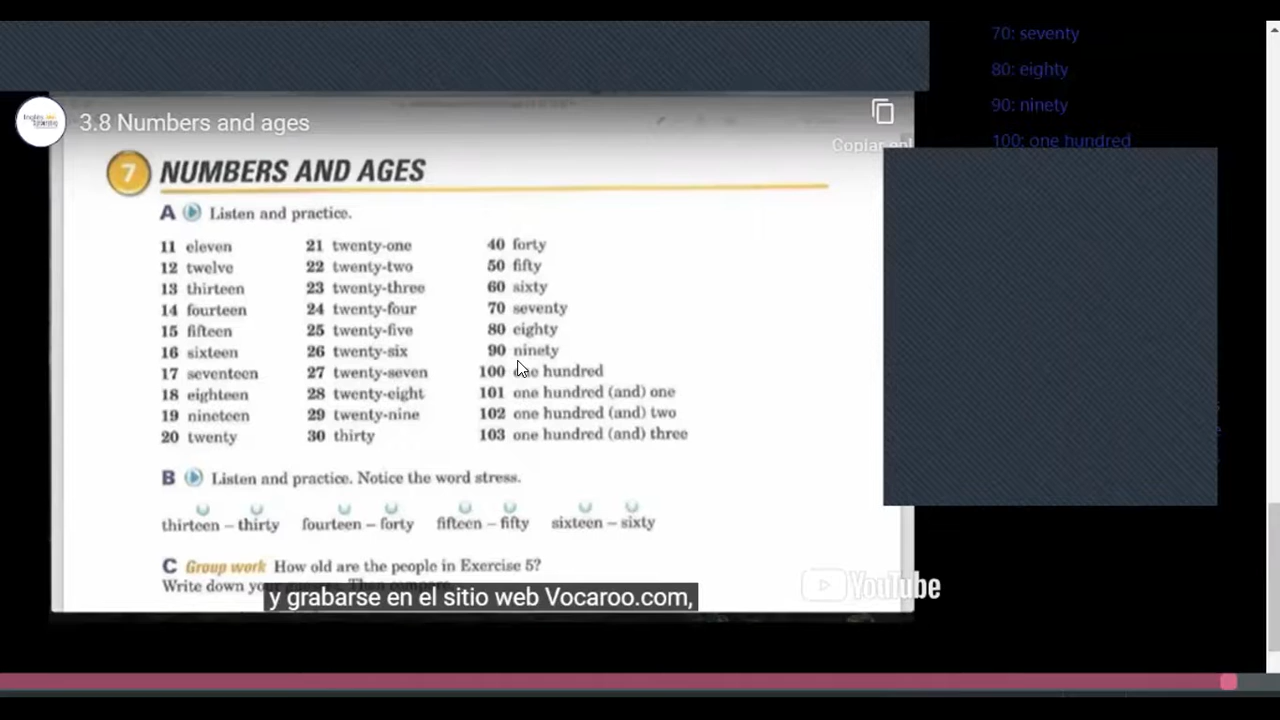 70: seventy
80: eighty
90: ninety
100: one hundred
3.8 Numbers and ages
Copiar enl
7 NUMBERS AND AGES
A Listen and practice.
11 eleven 21 twenty-one 40 forty
12 twelve 22 twenty-two 50 fifty
13 thirteen 23 twenty-three 60 sixty
14 fourteen 24 twenty-four 70 seventy
15 fifteen 25 twenty-five 80 eighty
16 sixteen 26 twenty-six 90 ninety
17 seventeen 27 twenty-seven 100 one hundred
18 eighteen 28 twenty-eight 101 one hundred (and) one
19 nineteen 29 twenty-nine 102 one hundred (and) two
20 twenty 30 thirty 103 one hundred (and) three
B Listen and practice. Notice the word stress.
thirteen – thirty fourteen – forty fifteen – fifty sixteen – sixty
C Group work How old are the people in Exercise 5?
Write down
y grabarse en el sitio web Vocaroo.com,
YouTube